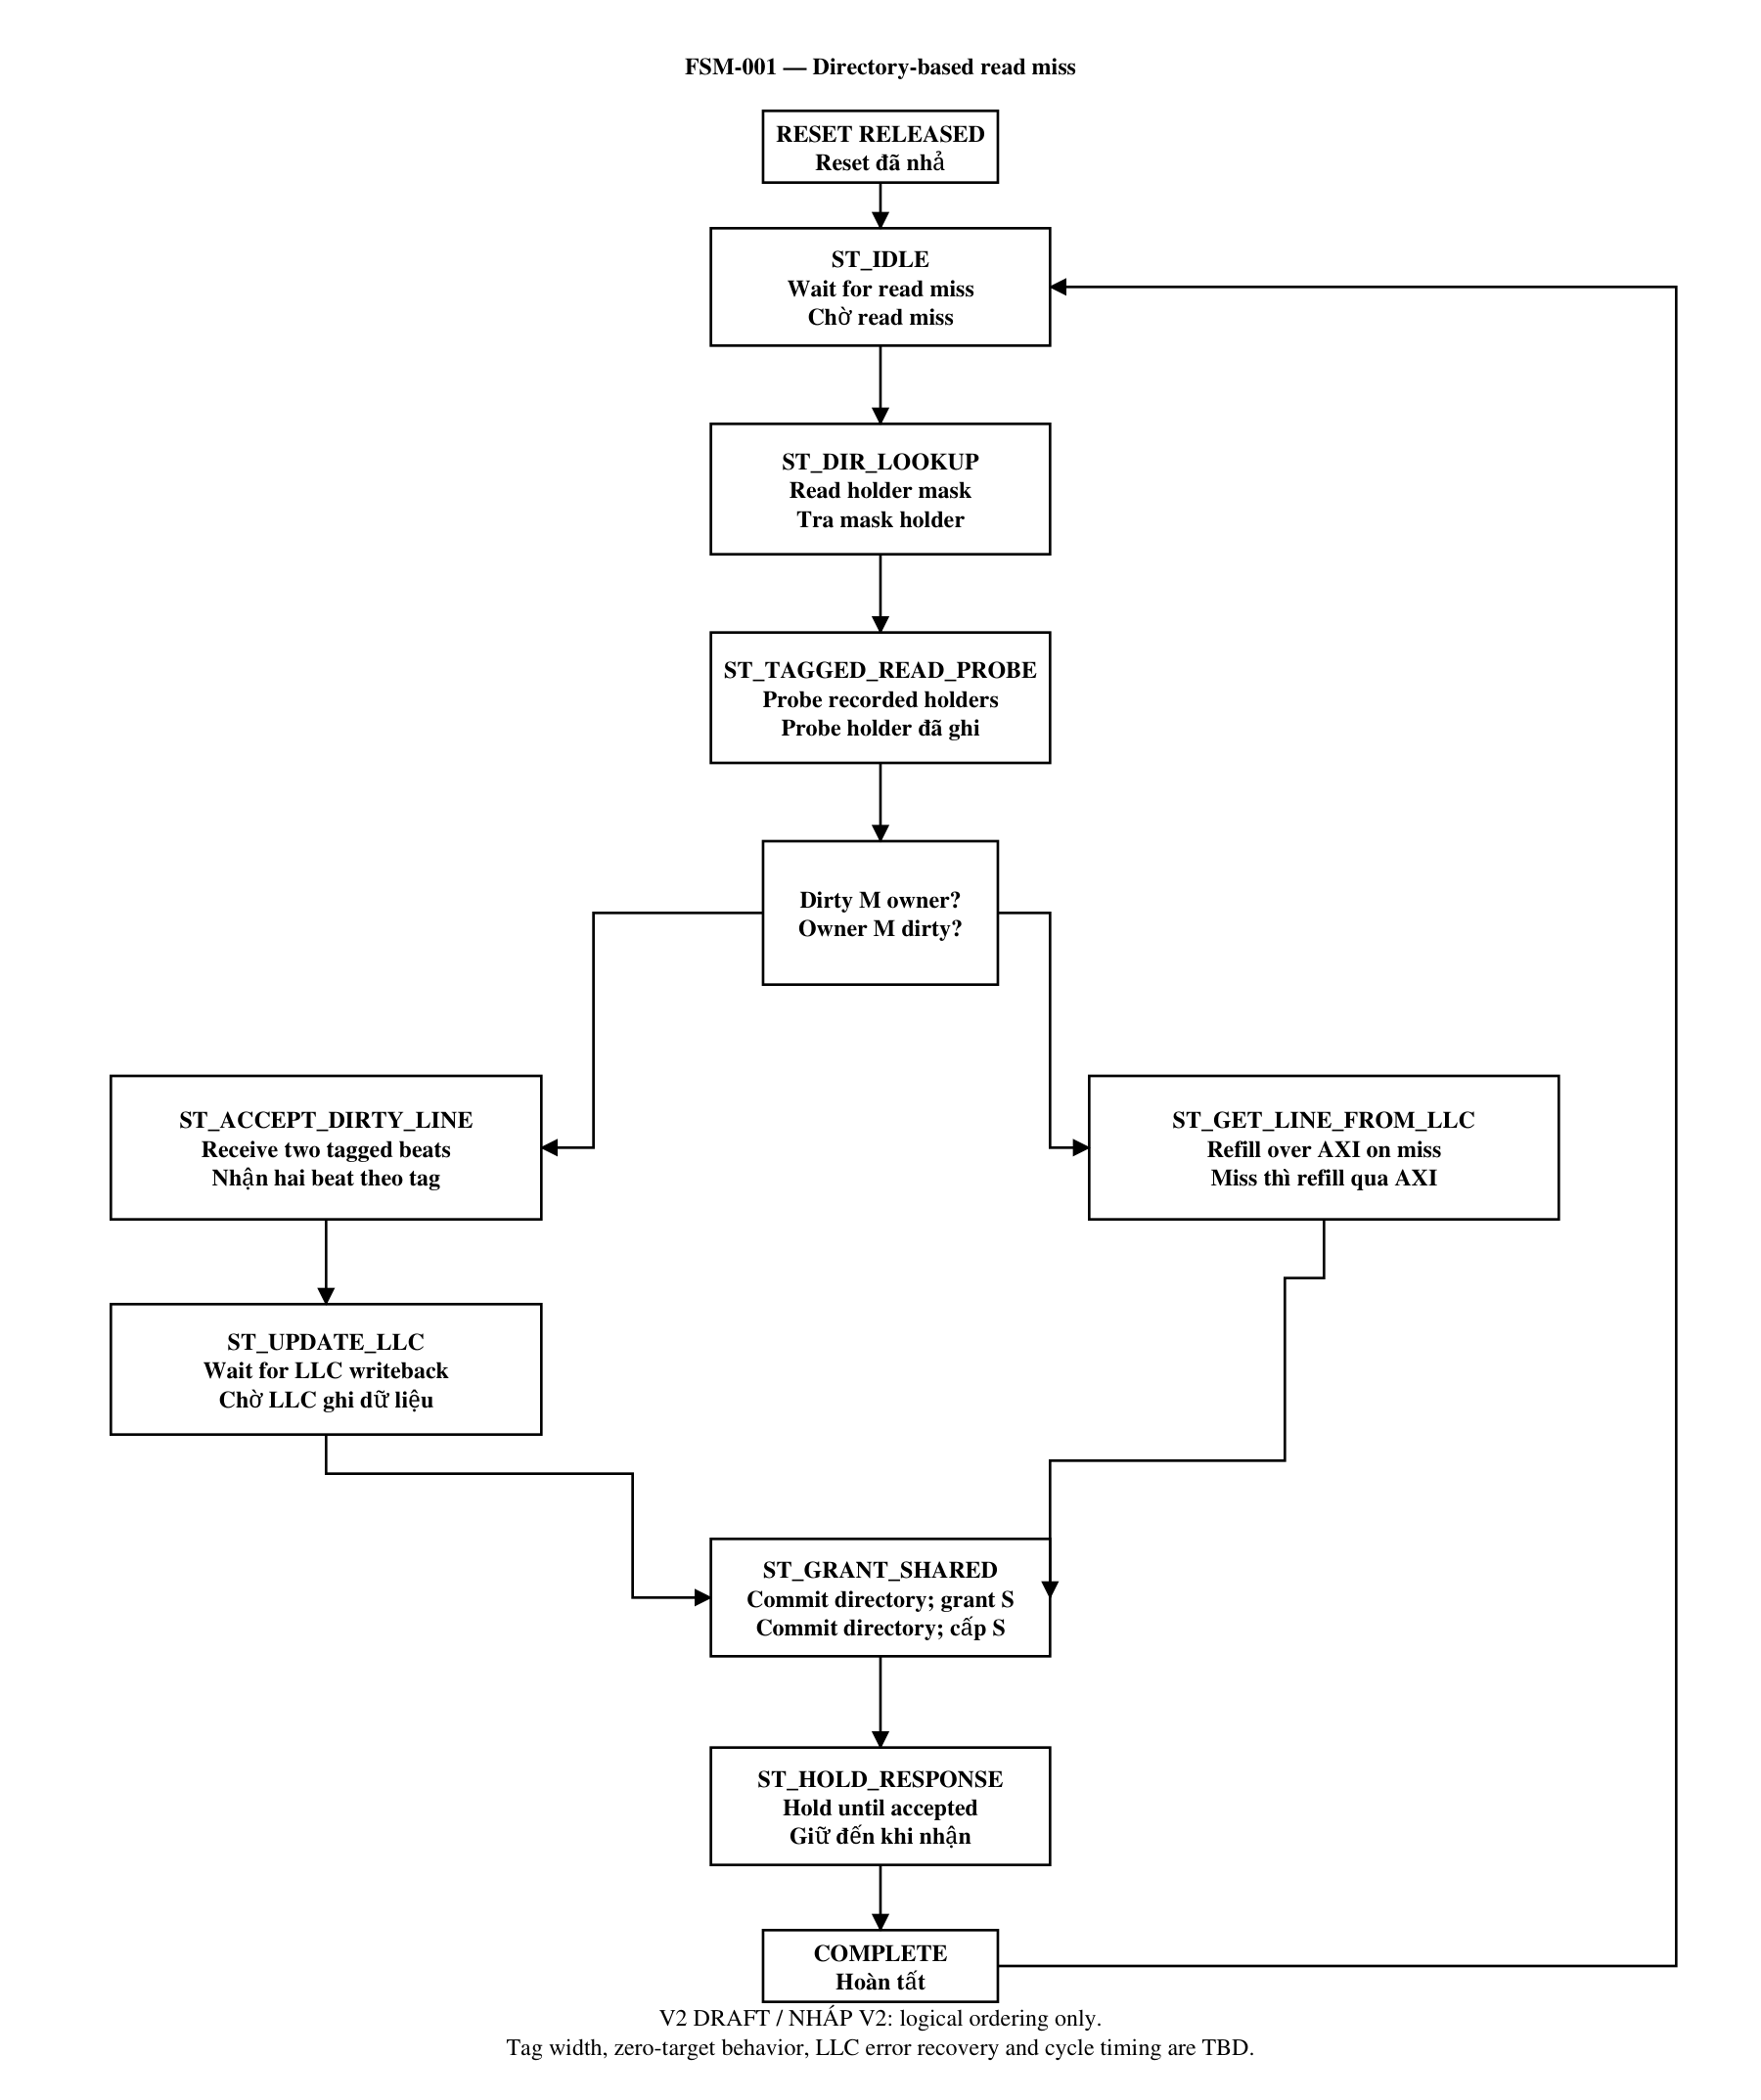 FSM-001 — Directory-based read miss
RESET RELEASED
Reset đã nhả
ST_IDLE
Wait for read miss
Chờ read miss
ST_DIR_LOOKUP
Read holder mask
Tra mask holder
ST_TAGGED_READ_PROBE
Probe recorded holders
Probe holder đã ghi
Dirty M owner?
Owner M dirty?
ST_ACCEPT_DIRTY_LINE
Receive two tagged beats
Nhận hai beat theo tag
ST_GET_LINE_FROM_LLC
Refill over AXI on miss
Miss thì refill qua AXI
ST_UPDATE_LLC
Wait for LLC writeback
Chờ LLC ghi dữ liệu
ST_GRANT_SHARED
Commit directory; grant S
Commit directory; cấp S
ST_HOLD_RESPONSE
Hold until accepted
Giữ đến khi nhận
COMPLETE
Hoàn tất
V2 DRAFT / NHÁP V2: logical ordering only.
Tag width, zero-target behavior, LLC error recovery and cycle timing are TBD.